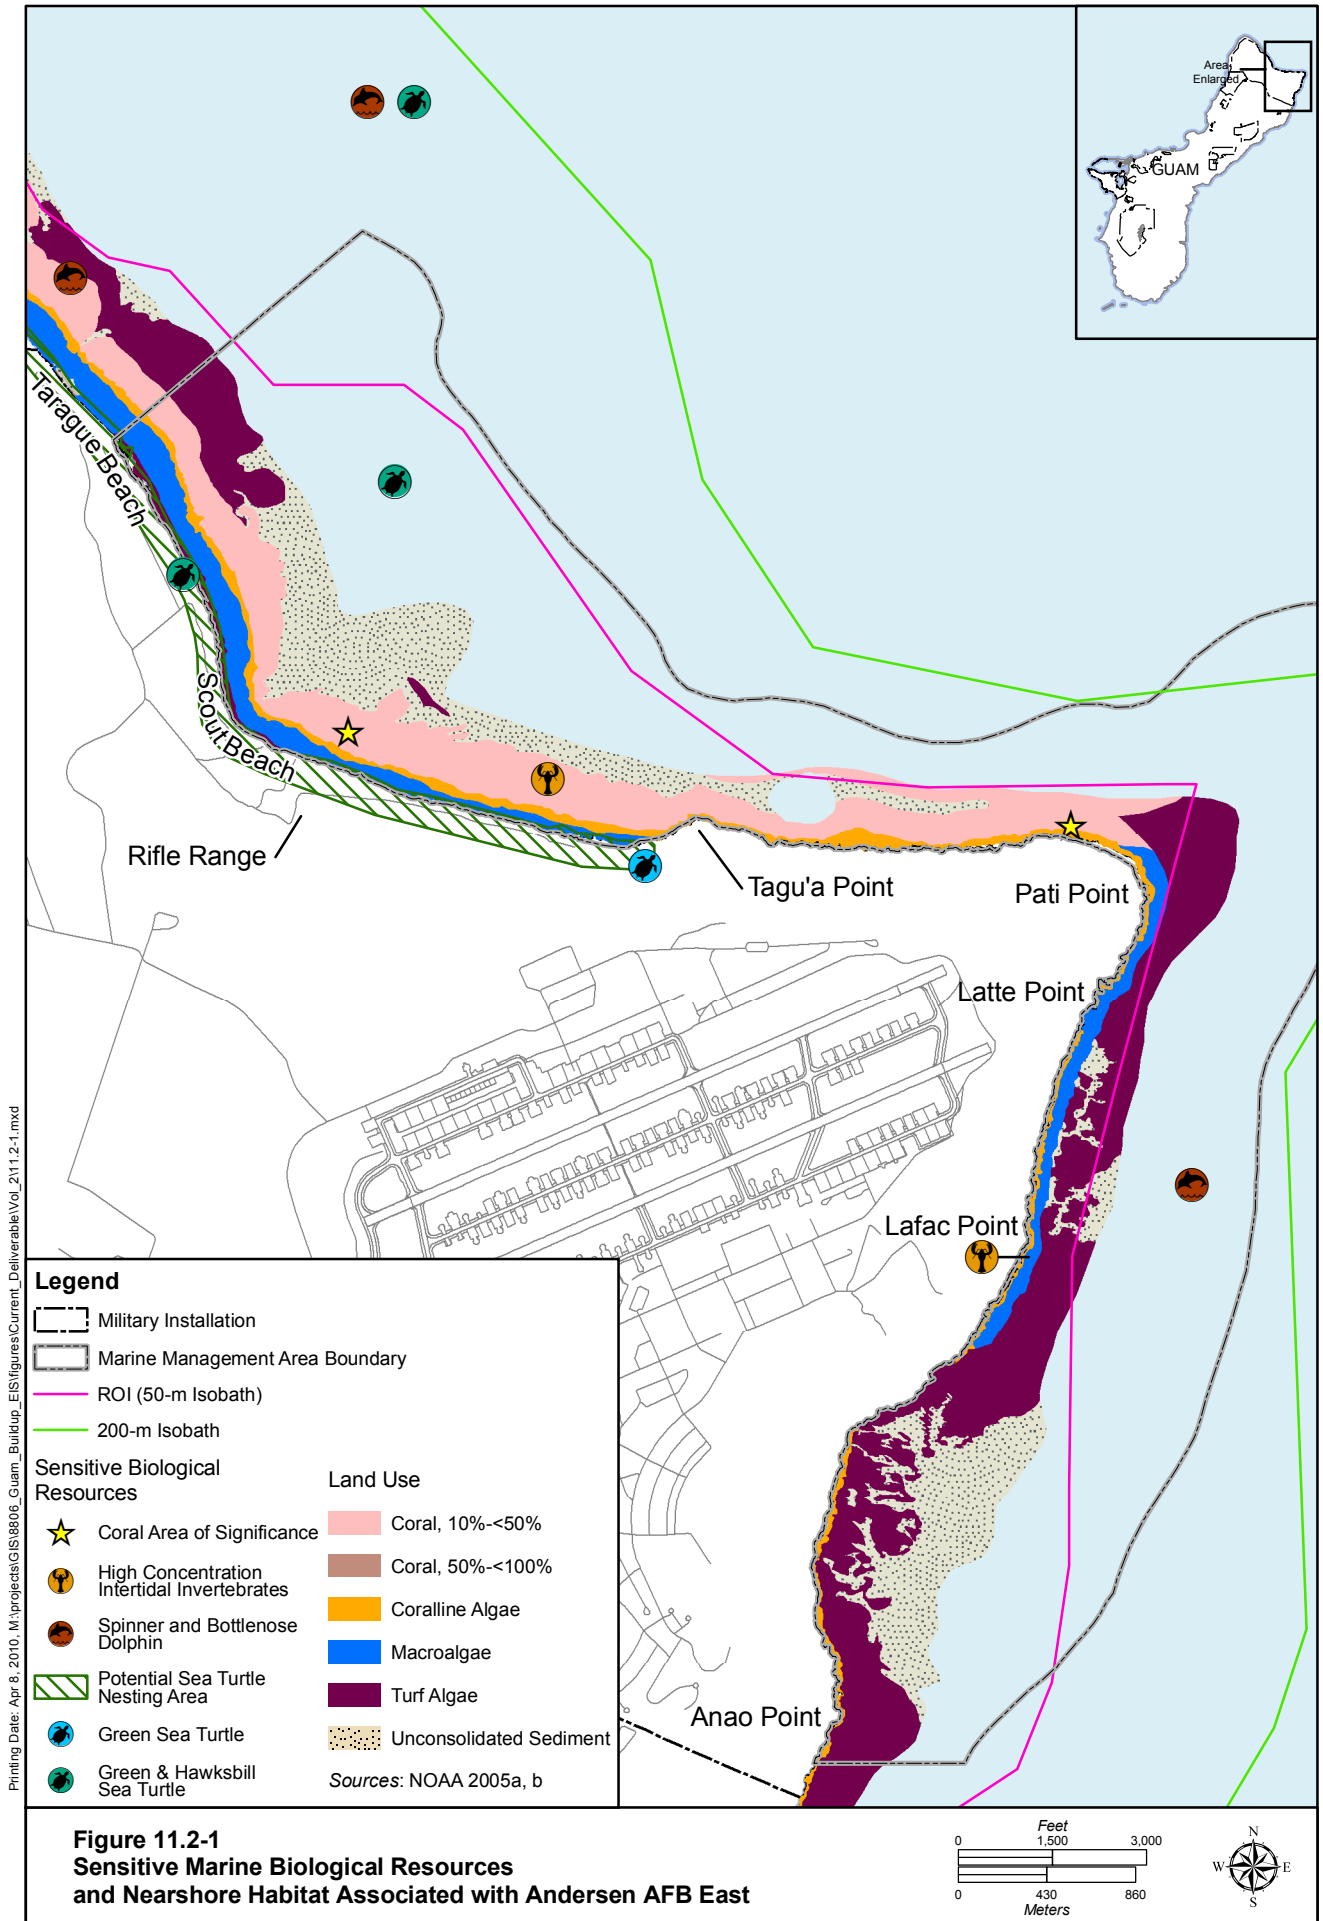 Area
Enlarged
GUAM
Tarague Beach
Scout Beach
Rifle Range
Tagu'a Point
Pati Point
Latte Point
Lafac Point
Anao Point
Legend
Military Installation
Marine Management Area Boundary
ROI (50-m Isobath)
200-m Isobath
Sensitive Biological
Resources
Coral Area of Significance
High Concentration
Intertidal Invertebrates
Spinner and Bottlenose
Dolphin
Potential Sea Turtle
Nesting Area
Green Sea Turtle
Green & Hawksbill
Sea Turtle
Land Use
Coral, 10%-<50%
Coral, 50%-<100%
Coralline Algae
Macroalgae
Turf Algae
Unconsolidated Sediment
Sources: NOAA 2005a, b
Printing Date: Apr 8, 2010, M:\projects\GIS\8806_Guam_Buildup_EIS\figures\Current_Deliverable\Vol_2\11.2-1.mxd
Figure 11.2-1
Sensitive Marine Biological Resources
and Nearshore Habitat Associated with Andersen AFB East
Feet
0 1,500 3,000
0 430 860
Meters
N
W E
S